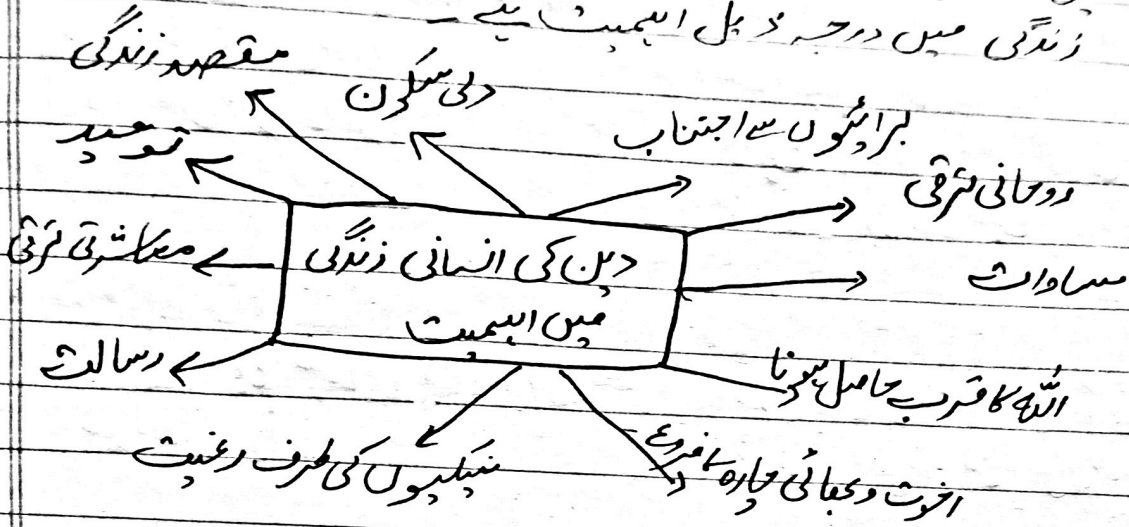 زندگی میں درجہ ذیل اہمیت ہے۔
مقصد زندگی
دلی سکون
برائیوں سے اجتناب
روحانی ترقی
توحید
معاشرتی ترقی
دین کی انسانی زندگی
میں اہمیت
مساوات
رسالت
اللہ کا قرب حاصل ہونا
نیکیوں کی طرف رغبت
اخوت و بھائی چارہ کا فروغ